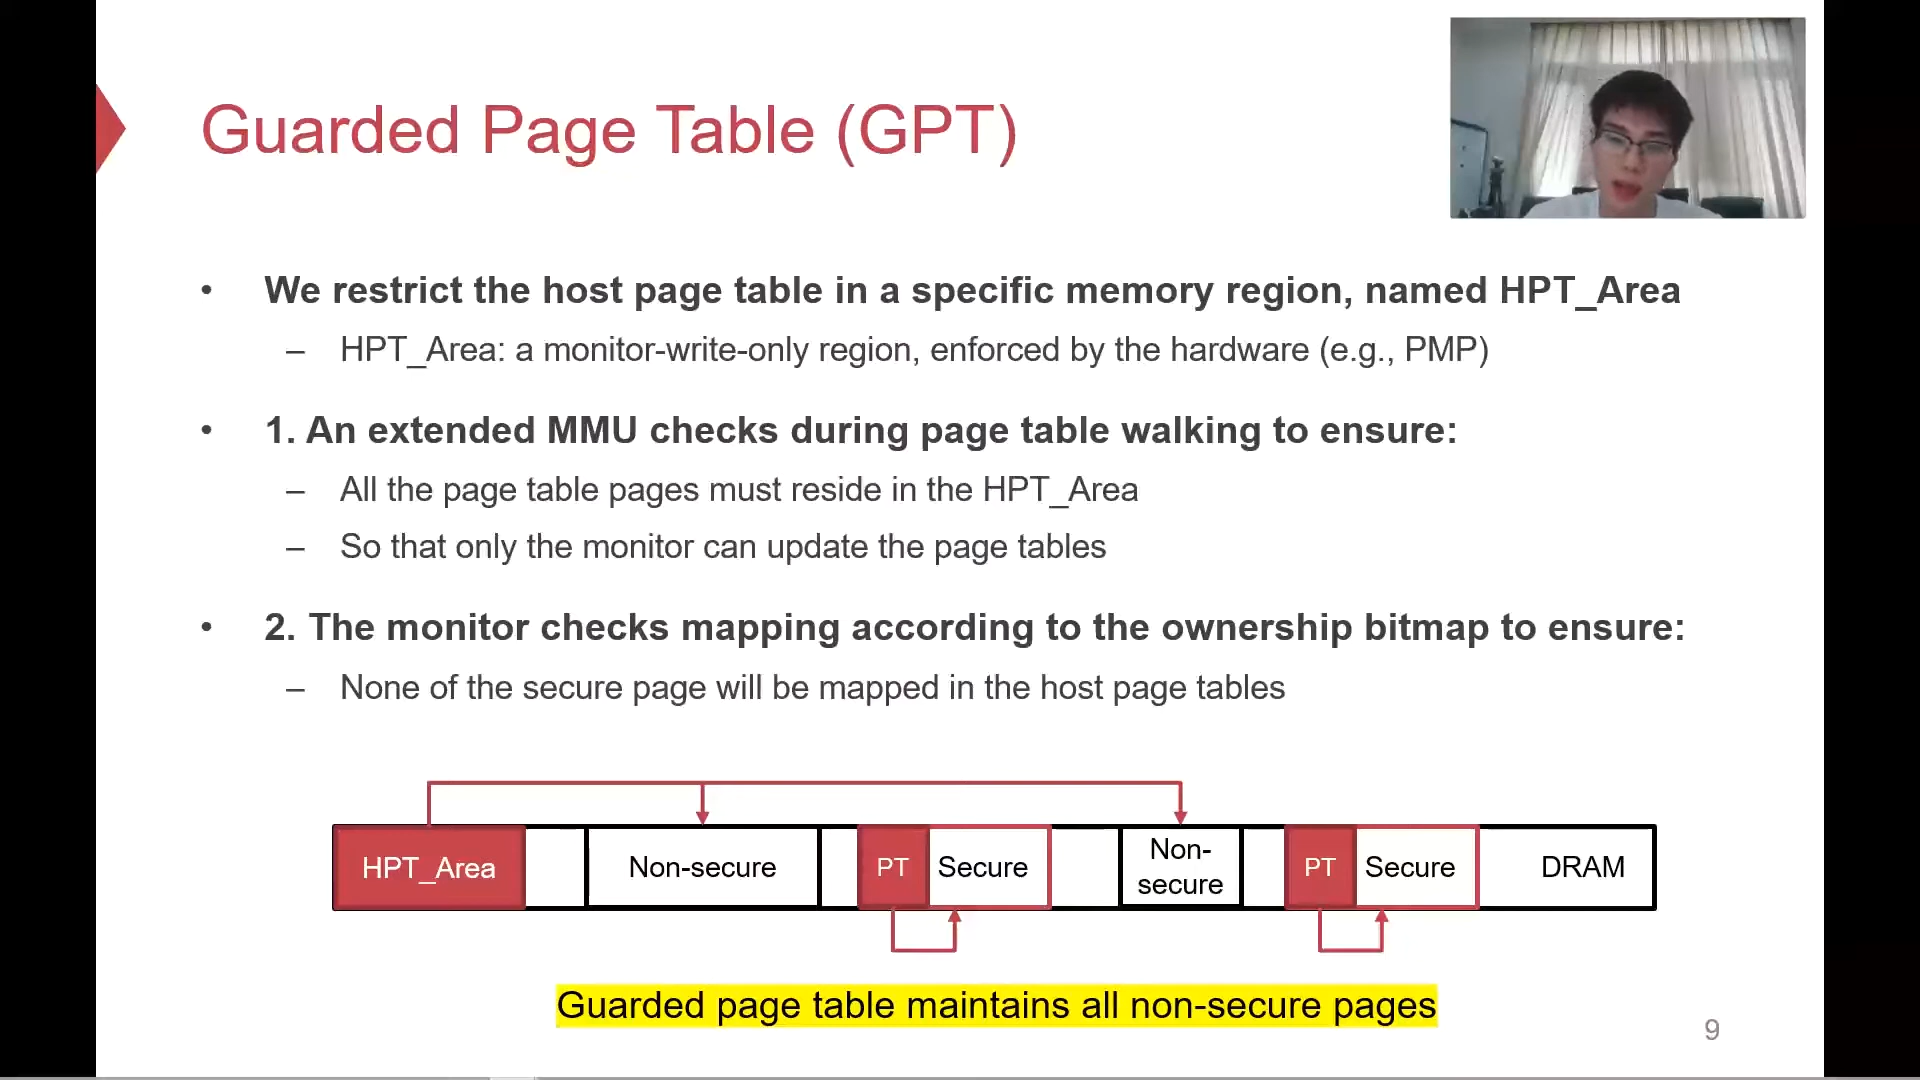 Guarded Page Table (GPT)
• We restrict the host page table in a specific memory region, named HPT_Area
– HPT_Area: a monitor-write-only region, enforced by the hardware (e.g., PMP)
• 1. An extended MMU checks during page table walking to ensure:
– All the page table pages must reside in the HPT_Area
– So that only the monitor can update the page tables
• 2. The monitor checks mapping according to the ownership bitmap to ensure:
– None of the secure page will be mapped in the host page tables
HPT_Area
Non-secure
PT
Secure
Non-
secure
PT
Secure
DRAM
Guarded page table maintains all non-secure pages
9